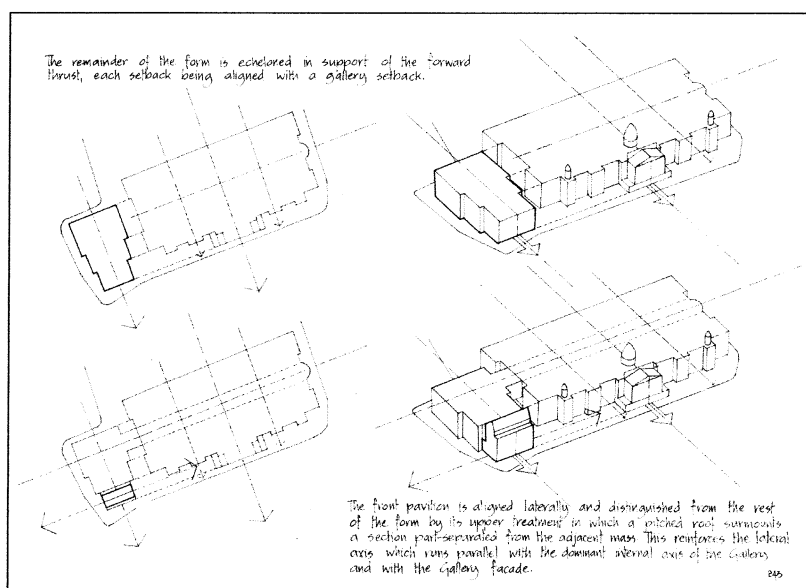 The remainder of the form is echeloned in support of the forward
thrust, each setback being aligned with a gallery setback.
The front pavilion is aligned laterally and distinguished from the rest
of the form by its upper treatment in which a pitched roof surmounts
a section part-separated from the adjacent mass. This reinforces the lateral
axis which runs parallel with the dominant internal axis of the Gallery
and with the Gallery facade.
243